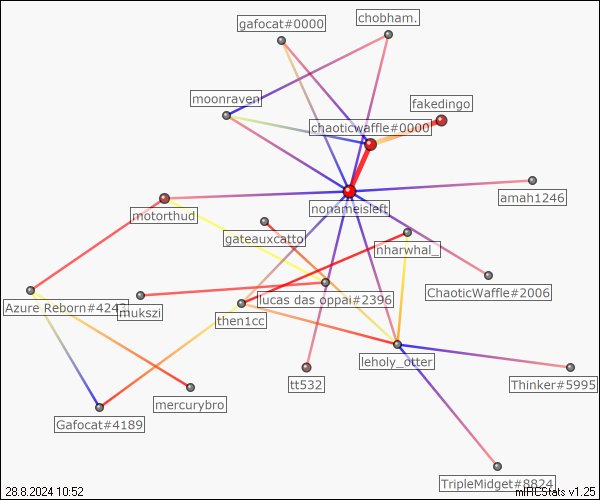 chobham.
gafocat#0000
moonraven
fakedingo
chaoticwaffle#0000
amah1246
nonameisleft
motorthud
gateauxcatto
nharwhal_
ChaoticWaffle#2006
lucas das oppai#2396
Azure Reborn#4243
mukszi
then1cc
leholy_otter
tt532
Thinker#5995
mercurybro
Gafocat#4189
TripleMidget#8824
28.8.2024 10:52
mIRCStats v1.25